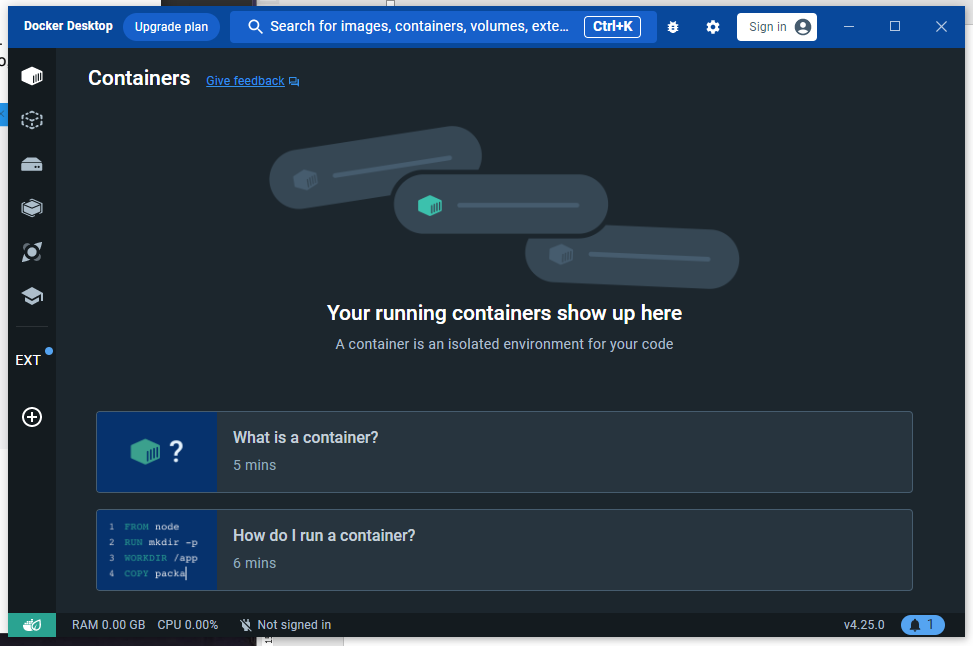 Docker Desktop
Upgrade plan
Search for images, containers, volumes, exte...
Ctrl+K
Sign in
Containers
Give feedback
EXT
Your running containers show up here
A container is an isolated environment for your code
?
What is a container?
5 mins
1 FROM node
2 RUN mkdir -p
3 WORKDIR /app
4 COPY packa
How do I run a container?
6 mins
RAM 0.00 GB CPU 0.00%
Not signed in
v4.25.0
1